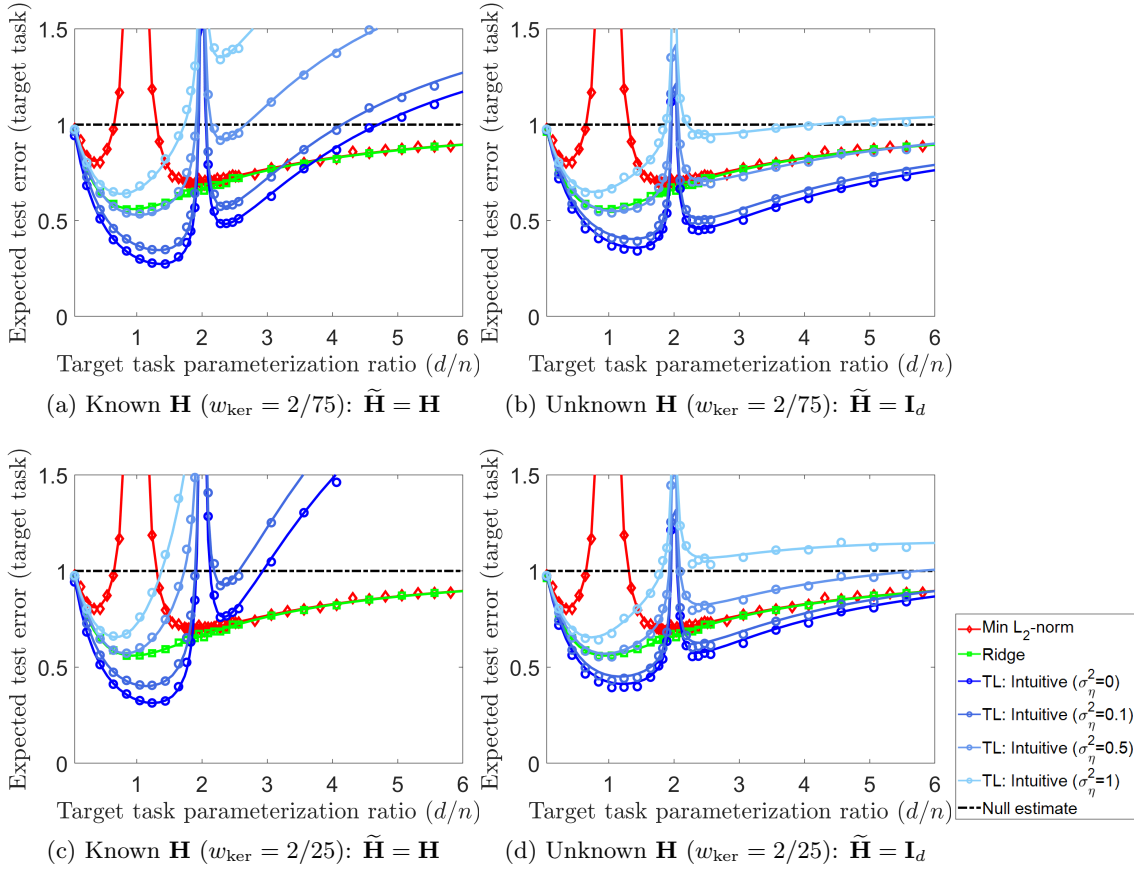 Expected test error (target task)
1.5
1
0.5
0
1 2 3 4 5 6
Target task parameterization ratio (d/n)
(a) Known H (w_ker = 2/75): H̃ = H
Expected test error (target task)
1.5
1
0.5
0
1 2 3 4 5 6
Target task parameterization ratio (d/n)
(b) Unknown H (w_ker = 2/75): H̃ = I_d
Expected test error (target task)
1.5
1
0.5
0
1 2 3 4 5 6
Target task parameterization ratio (d/n)
(c) Known H (w_ker = 2/25): H̃ = H
Expected test error (target task)
1.5
1
0.5
0
1 2 3 4 5 6
Target task parameterization ratio (d/n)
(d) Unknown H (w_ker = 2/25): H̃ = I_d
Min L₂-norm
Ridge
TL: Intuitive (σ_η²=0)
TL: Intuitive (σ_η²=0.1)
TL: Intuitive (σ_η²=0.5)
TL: Intuitive (σ_η²=1)
Null estimate